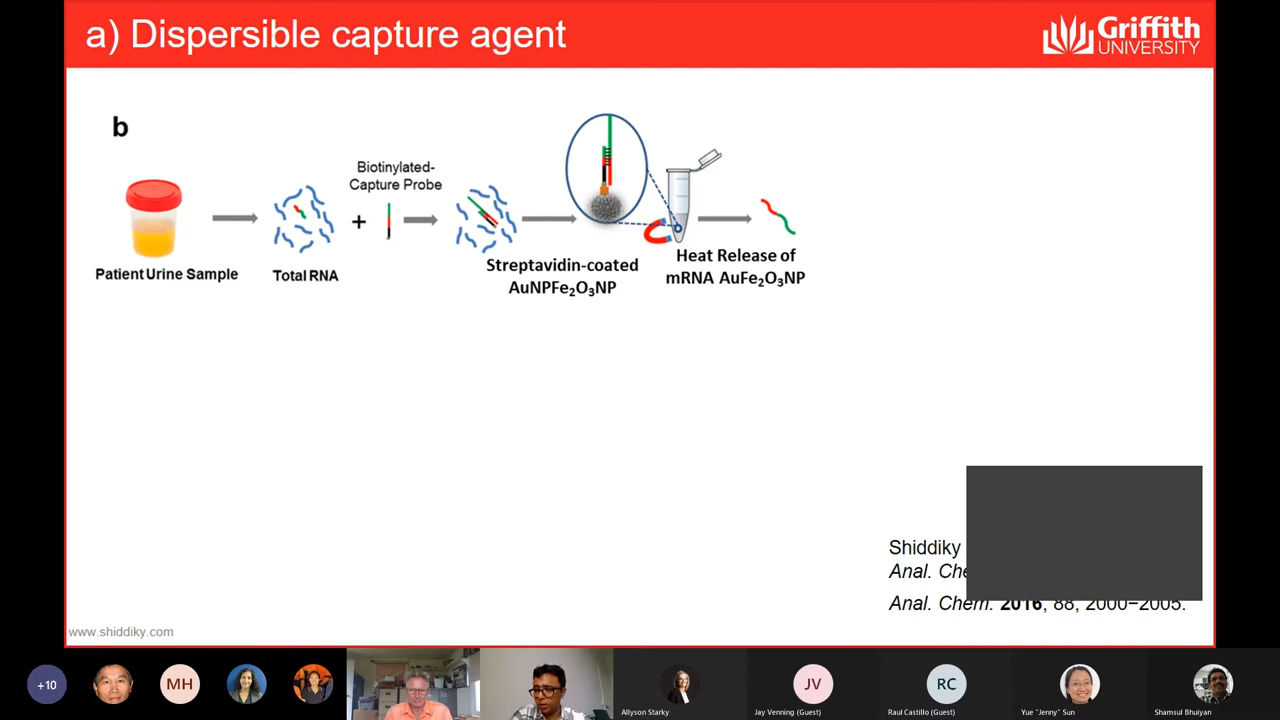 a) Dispersible capture agent
Griffith
UNIVERSITY
b
Biotinylated-
Capture Probe
+
Patient Urine Sample
Total RNA
Streptavidin-coated
AuNPFe₂O₃NP
Heat Release of
mRNA AuFe₂O₃NP
Shiddiky
Anal. Che
Anal. Chem. 2016, 88, 2000−2005.
www.shiddiky.com
+10
MH
JV
RC
Allyson Starky
Jay Venning (Guest)
Raul Castillo (Guest)
Yue "Jenny" Sun
Shamsul Bhuiyan